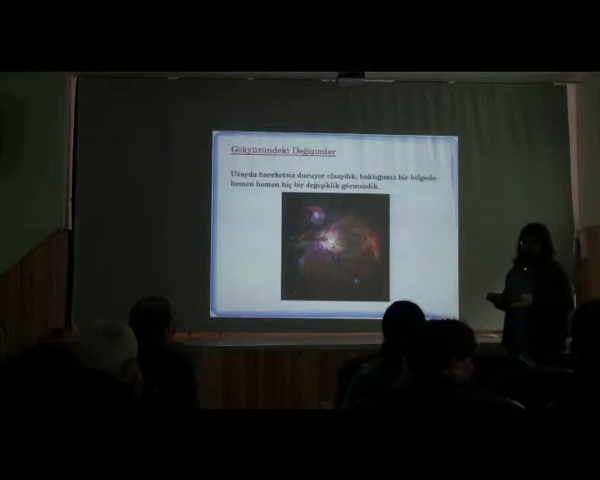 Gökyüzündeki Değişimler
Uzayda hareketsiz duruyor olsaydık, baktığımız bir bölgede
hemen hemen hiç bir değişiklik görmezdik.